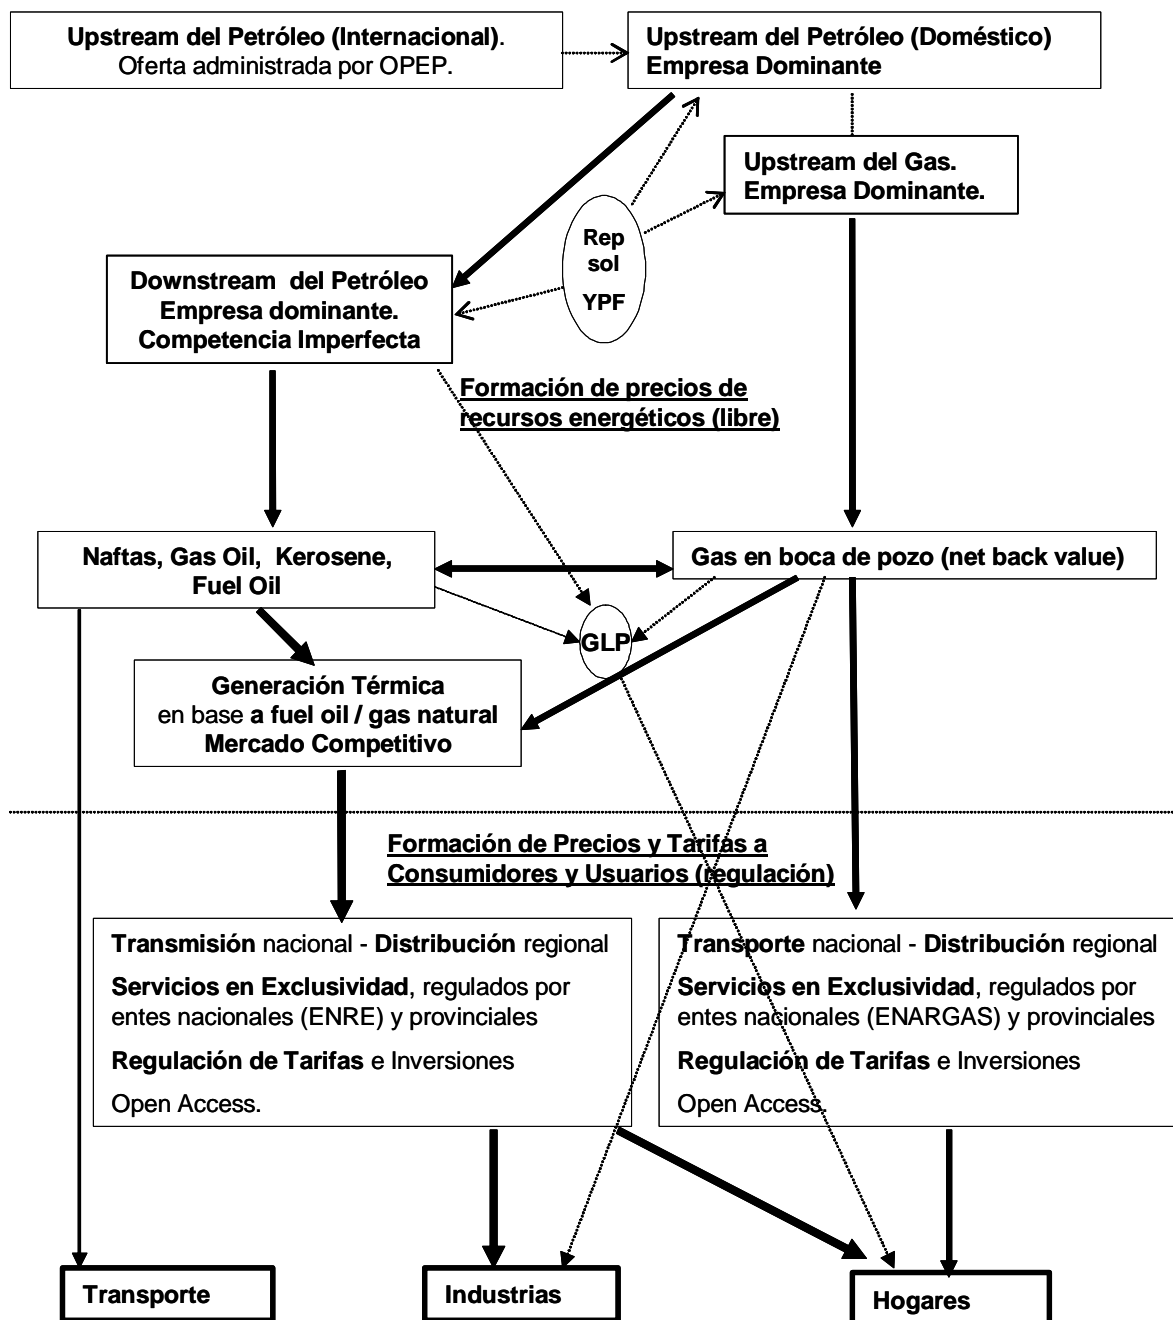 Upstream del Petróleo (Internacional).
Oferta administrada por OPEP.
Upstream del Petróleo (Doméstico)
Empresa Dominante
Upstream del Gas.
Empresa Dominante.
Rep
sol
YPF
Downstream del Petróleo
Empresa dominante.
Competencia Imperfecta
Formación de precios de
recursos energéticos (libre)
Naftas, Gas Oil, Kerosene,
Fuel Oil
Gas en boca de pozo (net back value)
GLP
Generación Térmica
en base a fuel oil / gas natural
Mercado Competitivo
Formación de Precios y Tarifas a
Consumidores y Usuarios (regulación)
Transmisión nacional - Distribución regional
Servicios en Exclusividad, regulados por
entes nacionales (ENRE) y provinciales
Regulación de Tarifas e Inversiones
Open Access.
Transporte nacional - Distribución regional
Servicios en Exclusividad, regulados por
entes nacionales (ENARGAS) y provinciales
Regulación de Tarifas e Inversiones
Open Access.
Transporte
Industrias
Hogares